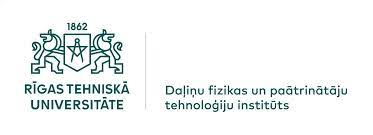 1862
RĪGAS TEHNISKĀ
UNIVERSITĀTE
Daļiņu fizikas un paātrinātāju
tehnoloģiju institūts